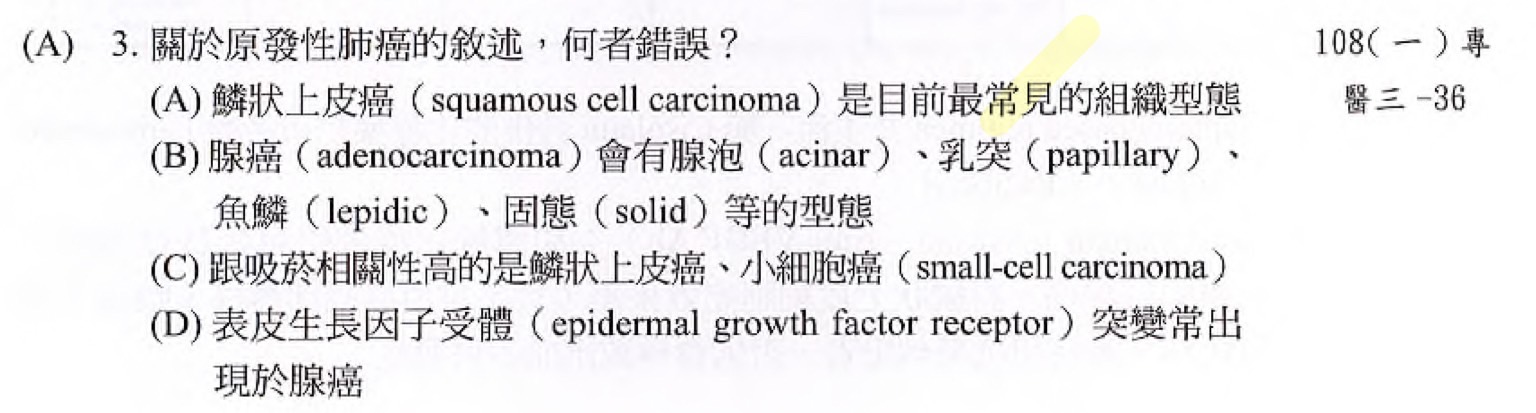 (A) 3. 關於原發性肺癌的敘述，何者錯誤？ 108(一)專
(A) 鱗狀上皮癌（squamous cell carcinoma）是目前最常見的組織型態 醫三-36
(B) 腺癌（adenocarcinoma）會有腺泡（acinar）、乳突（papillary）、
魚鱗（lepidic）、固態（solid）等的型態
(C) 跟吸菸相關性高的是鱗狀上皮癌、小細胞癌（small-cell carcinoma）
(D) 表皮生長因子受體（epidermal growth factor receptor）突變常出
現於腺癌